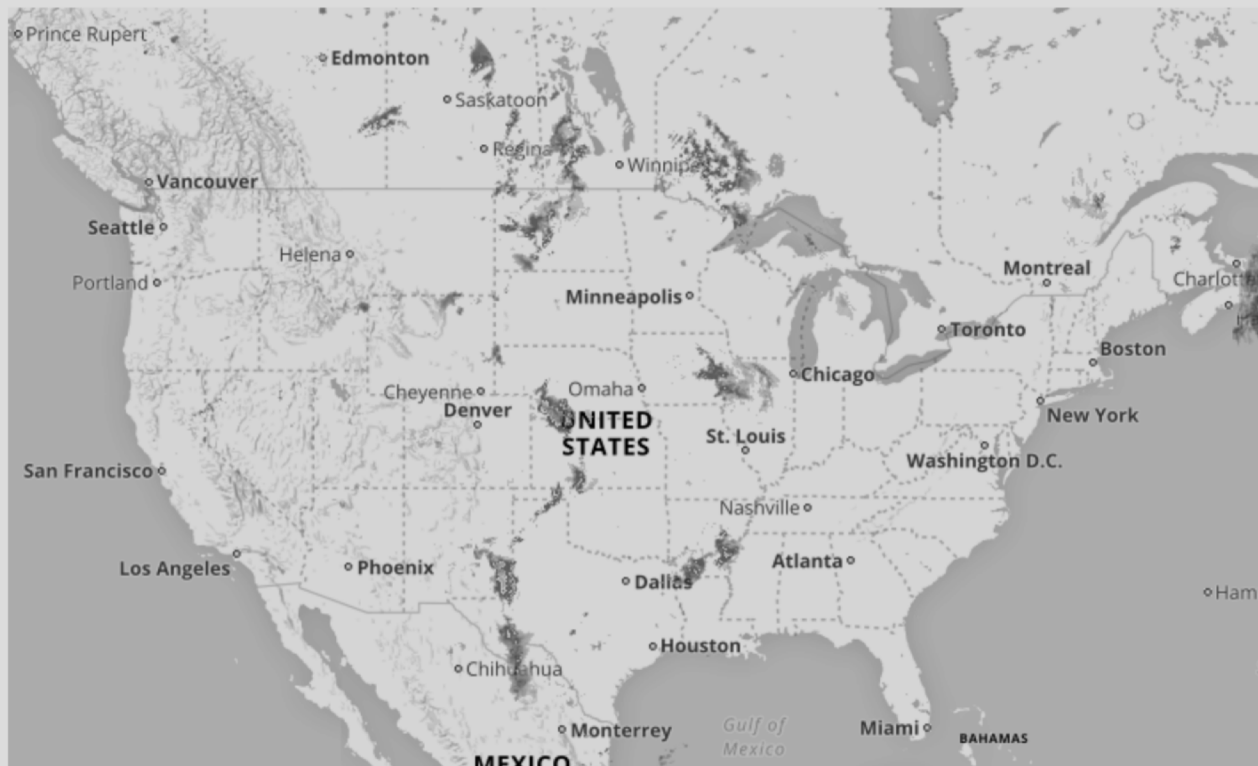 Prince Rupert
Edmonton
Saskatoon
Regina
Winnipe
Vancouver
Seattle
Helena
Portland
Montreal
Charlotte
Minneapolis
Toronto
Boston
Chicago
Cheyenne
Omaha
Denver
New York
UNITED
STATES
St. Louis
Washington D.C.
San Francisco
Nashville
Los Angeles
Phoenix
Dallas
Atlanta
Ham
Houston
Chihuahua
Monterrey
Gulf of
Mexico
Miami
BAHAMAS
MEXICO